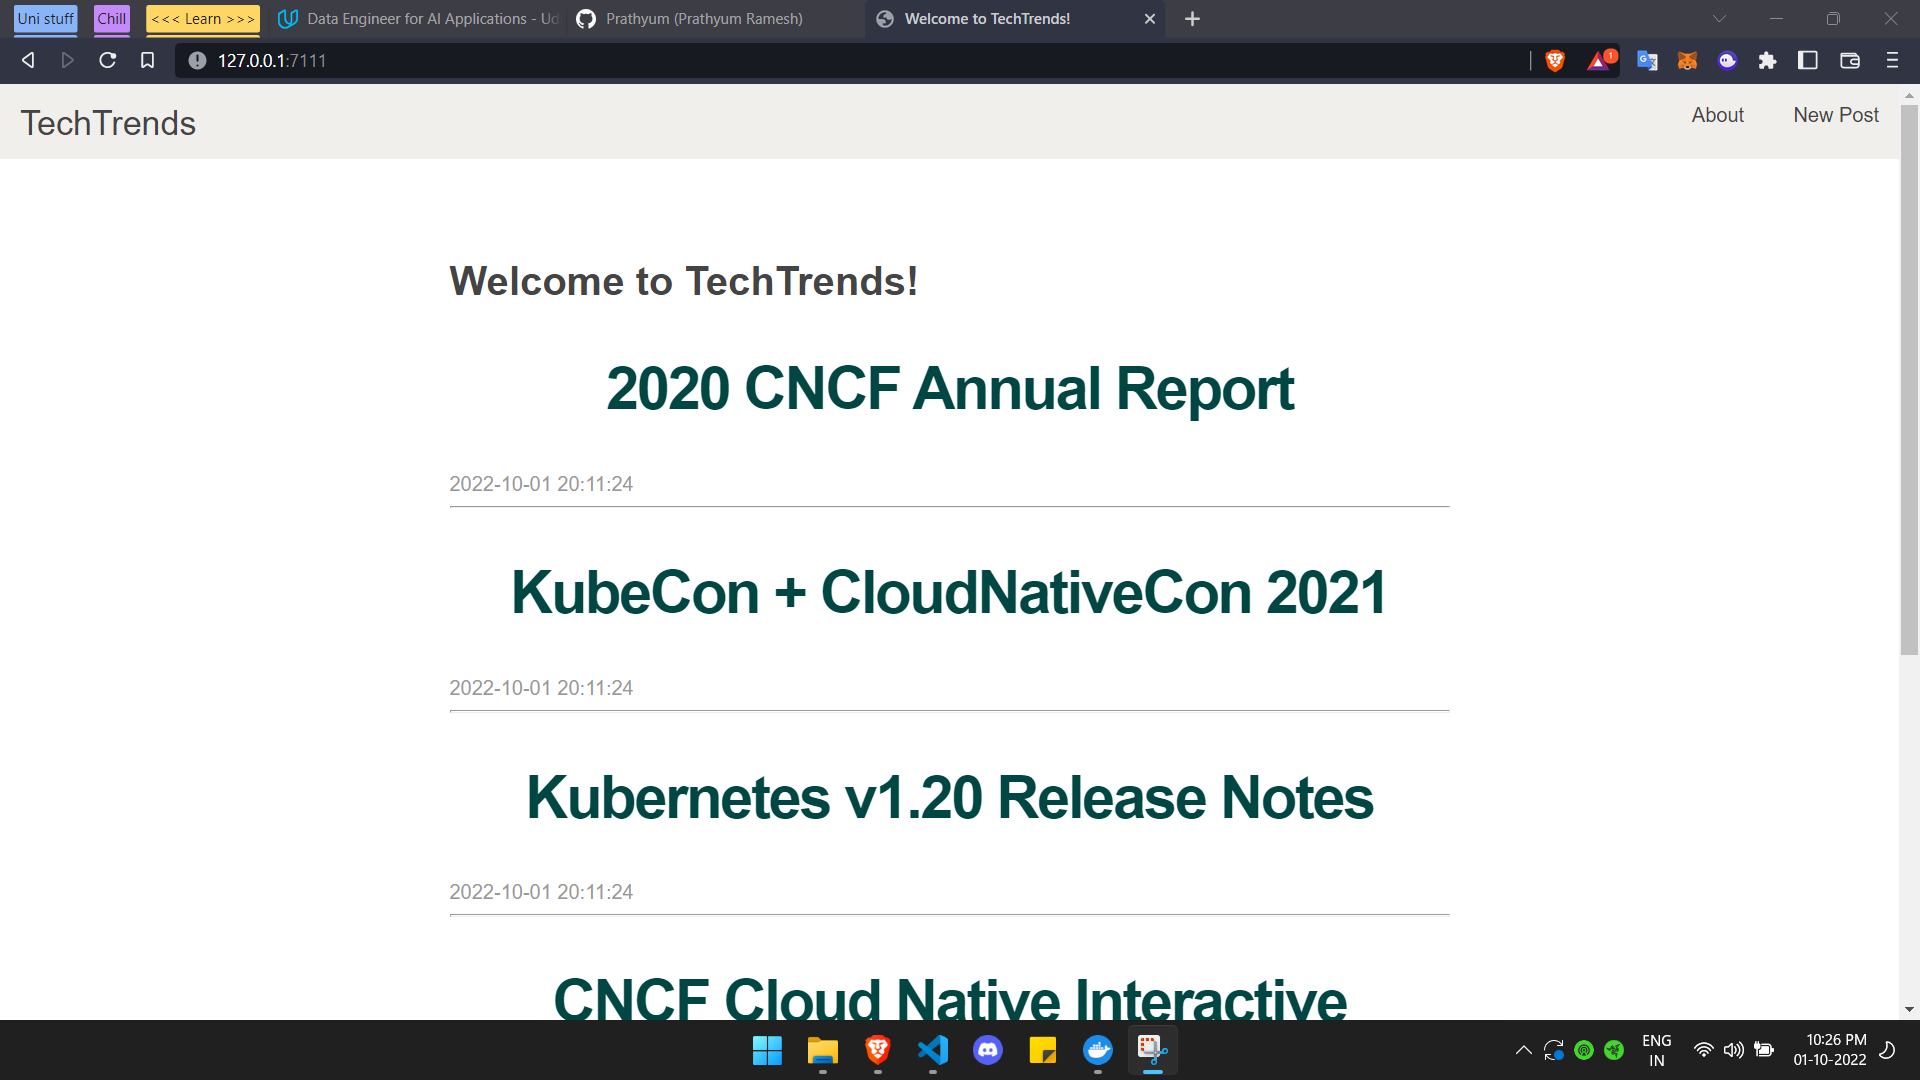 Uni stuff Chill <<< Learn >>> Data Engineer for AI Applications - Ud Prathyum (Prathyum Ramesh) Welcome to TechTrends!
127.0.0.1:7111 1
TechTrends About New Post
Welcome to TechTrends!
2020 CNCF Annual Report
2022-10-01 20:11:24
KubeCon + CloudNativeCon 2021
2022-10-01 20:11:24
Kubernetes v1.20 Release Notes
2022-10-01 20:11:24
CNCF Cloud Native Interactive
ENG 10:26 PM
IN 01-10-2022